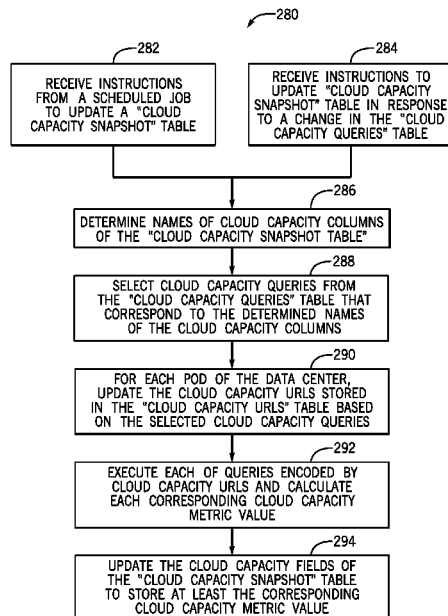 280
282
RECEIVE INSTRUCTIONS
FROM A SCHEDULED JOB
TO UPDATE A "CLOUD
CAPACITY SNAPSHOT" TABLE
284
RECEIVE INSTRUCTIONS TO
UPDATE "CLOUD CAPACITY
SNAPSHOT" TABLE IN RESPONSE
TO A CHANGE IN THE "CLOUD
CAPACITY QUERIES" TABLE
286
DETERMINE NAMES OF CLOUD CAPACITY COLUMNS
OF THE "CLOUD CAPACITY SNAPSHOT TABLE"
288
SELECT CLOUD CAPACITY QUERIES FROM
THE "CLOUD CAPACITY QUERIES" TABLE THAT
CORRESPOND TO THE DETERMINED NAMES
OF THE CLOUD CAPACITY COLUMNS
290
FOR EACH POD OF THE DATA CENTER,
UPDATE THE CLOUD CAPACITY URLS STORED
IN THE "CLOUD CAPACITY URLS" TABLE BASED
ON THE SELECTED CLOUD CAPACITY QUERIES
292
EXECUTE EACH OF QUERIES ENCODED BY
CLOUD CAPACITY URLS AND CALCULATE
EACH CORRESPONDING CLOUD CAPACITY
METRIC VALUE
294
UPDATE THE CLOUD CAPACITY FIELDS OF
THE "CLOUD CAPACITY SNAPSHOT" TABLE
TO STORE AT LEAST THE CORRESPONDING
CLOUD CAPACITY METRIC VALUE